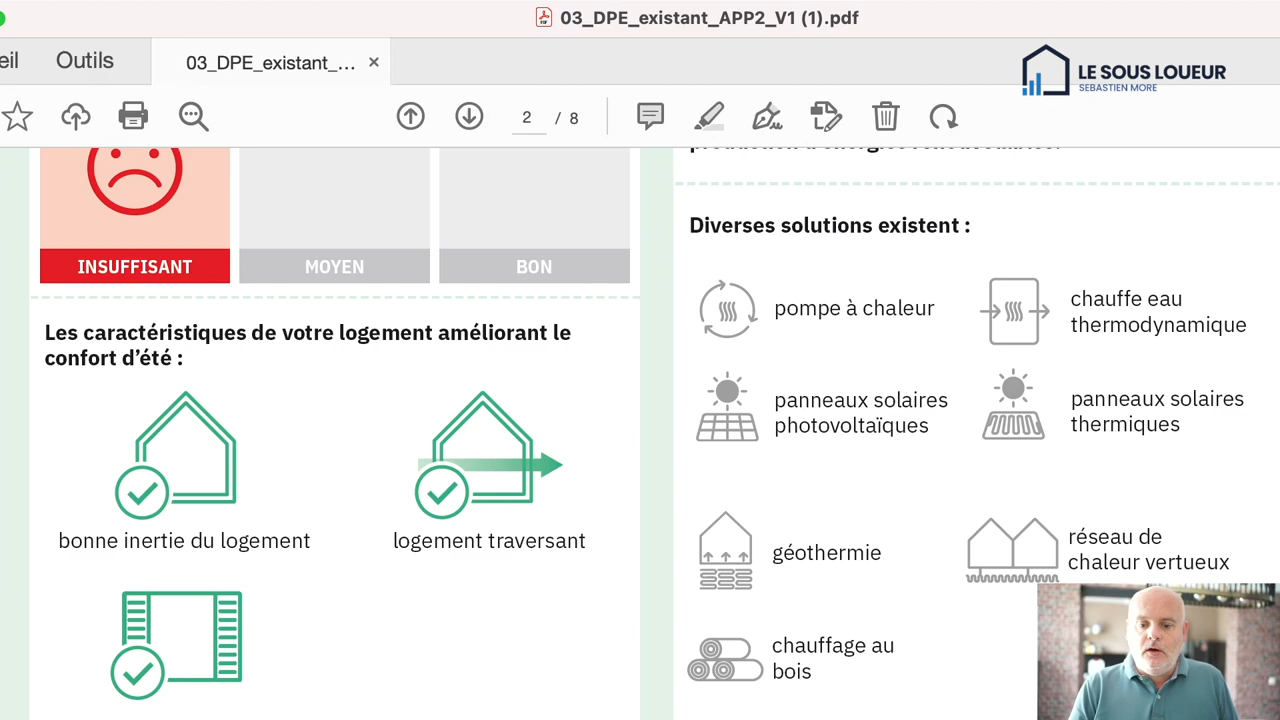 03_DPE_existant_APP2_V1 (1).pdf
eil
Outils
03_DPE_existant_...
×
LE SOUS LOUEUR
SEBASTIEN MORE
2 / 8
INSUFFISANT
MOYEN
BON
Les caractéristiques de votre logement améliorant le
confort d’été :
bonne inertie du logement
logement traversant
Diverses solutions existent :
pompe à chaleur
chauffe eau
thermodynamique
panneaux solaires
photovoltaïques
panneaux solaires
thermiques
géothermie
réseau de
chaleur vertueux
chauffage au
bois